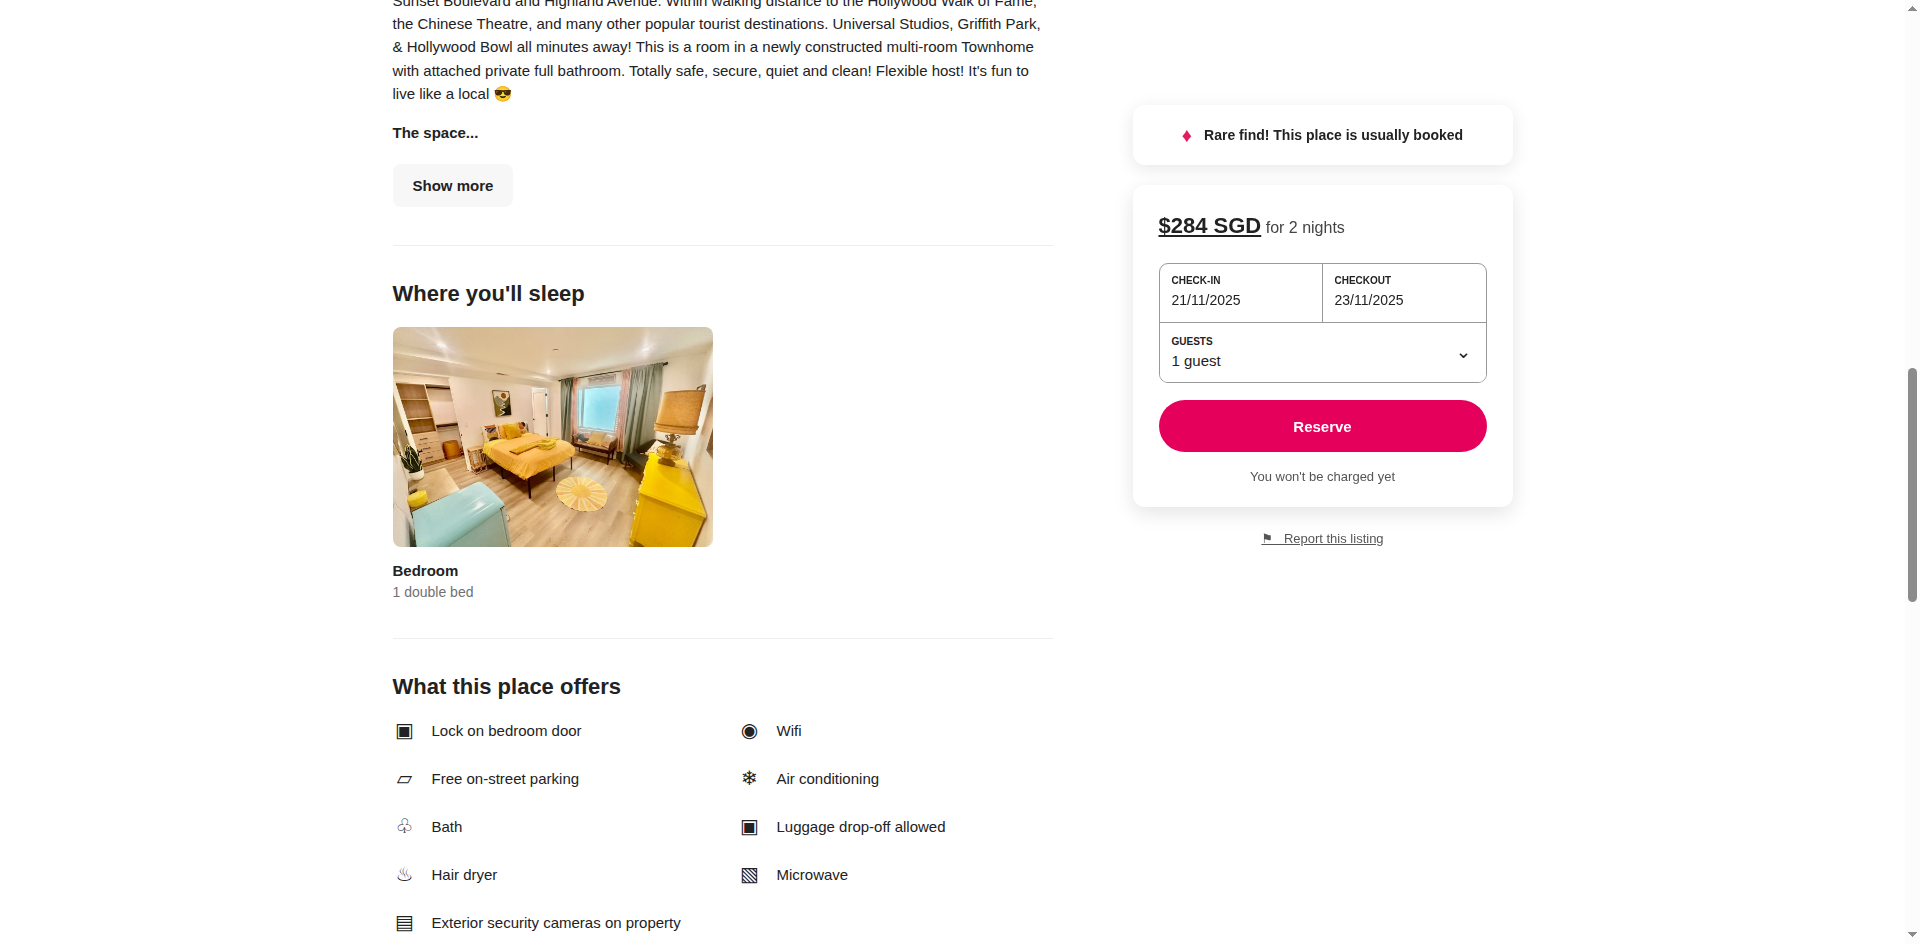 Sunset Boulevard and Highland Avenue. Within walking distance to the Hollywood Walk of Fame,
the Chinese Theatre, and many other popular tourist destinations. Universal Studios, Griffith Park,
& Hollywood Bowl all minutes away! This is a room in a newly constructed multi-room Townhome
with attached private full bathroom. Totally safe, secure, quiet and clean! Flexible host! It's fun to
live like a local 😎
The space...
Show more
Where you'll sleep
Bedroom
1 double bed
What this place offers
Lock on bedroom door
Wifi
Free on-street parking
Air conditioning
Bath
Luggage drop-off allowed
Hair dryer
Microwave
Exterior security cameras on property
Rare find! This place is usually booked
$284 SGD for 2 nights
CHECK-IN
21/11/2025
CHECKOUT
23/11/2025
GUESTS
1 guest
Reserve
You won't be charged yet
Report this listing